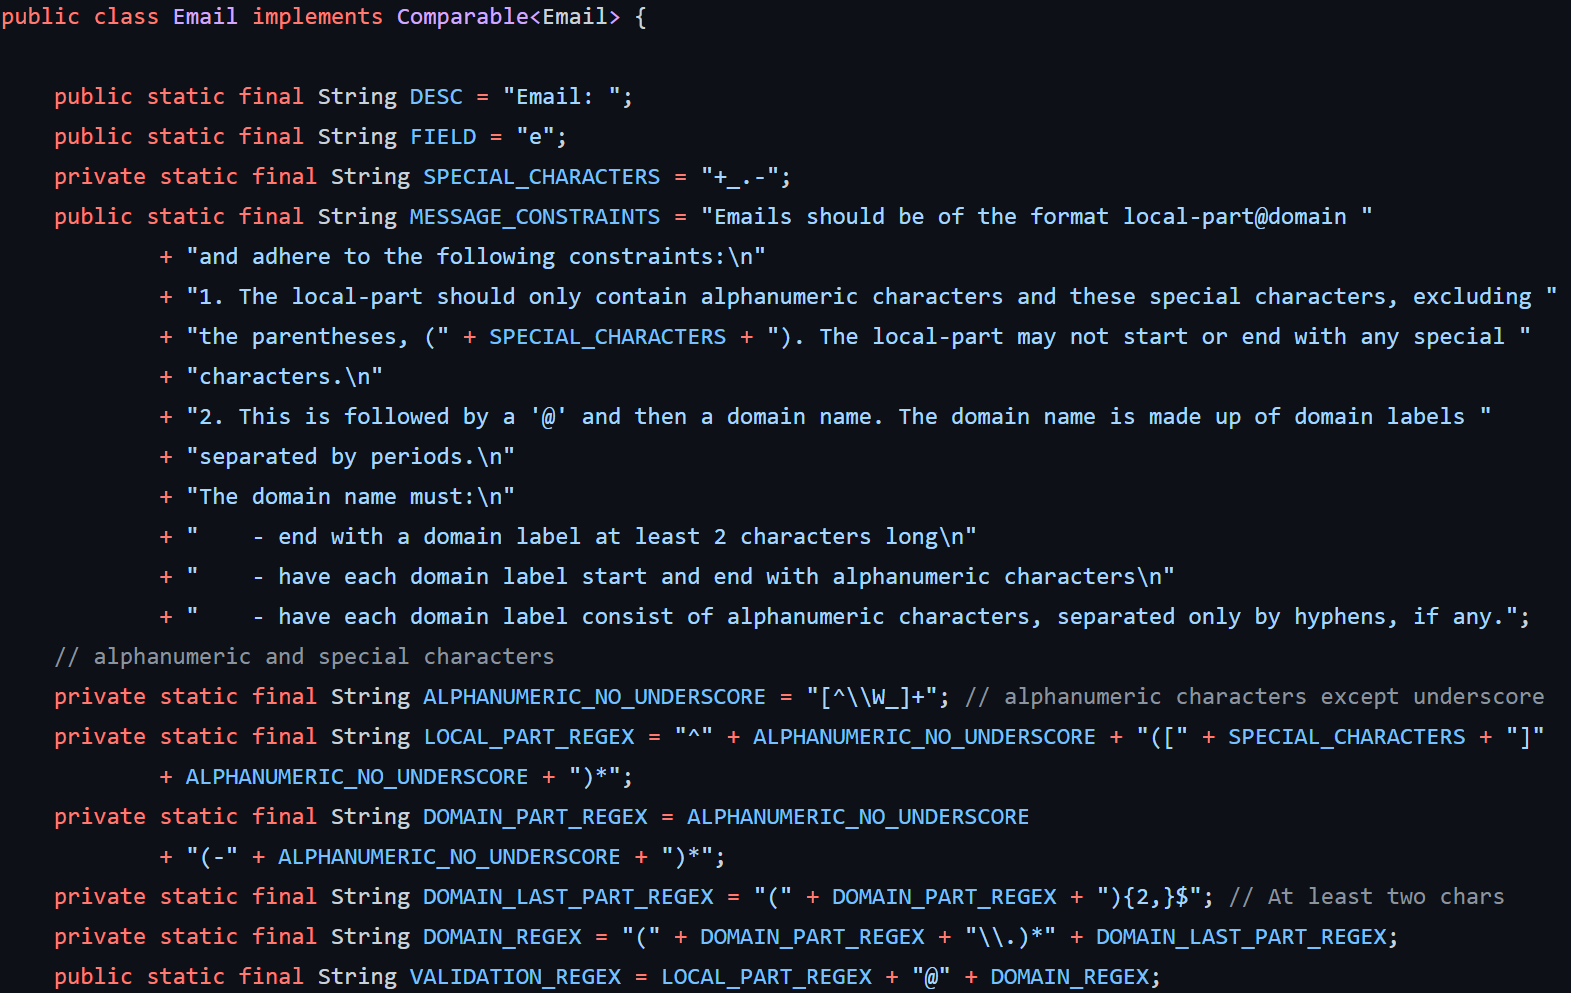 public class Email implements Comparable<Email> {
    public static final String DESC = "Email: ";
    public static final String FIELD = "e";
    private static final String SPECIAL_CHARACTERS = "+_.-";
    public static final String MESSAGE_CONSTRAINTS = "Emails should be of the format local-part@domain "
            + "and adhere to the following constraints:\n"
            + "1. The local-part should only contain alphanumeric characters and these special characters, excluding "
            + "the parentheses, (" + SPECIAL_CHARACTERS + "). The local-part may not start or end with any special "
            + "characters.\n"
            + "2. This is followed by a '@' and then a domain name. The domain name is made up of domain labels "
            + "separated by periods.\n"
            + "The domain name must:\n"
            + "    - end with a domain label at least 2 characters long\n"
            + "    - have each domain label start and end with alphanumeric characters\n"
            + "    - have each domain label consist of alphanumeric characters, separated only by hyphens, if any.";
    // alphanumeric and special characters
    private static final String ALPHANUMERIC_NO_UNDERSCORE = "[^\\W_]+"; // alphanumeric characters except underscore
    private static final String LOCAL_PART_REGEX = "^" + ALPHANUMERIC_NO_UNDERSCORE + "([" + SPECIAL_CHARACTERS + "]"
            + ALPHANUMERIC_NO_UNDERSCORE + ")*";
    private static final String DOMAIN_PART_REGEX = ALPHANUMERIC_NO_UNDERSCORE
            + "(-" + ALPHANUMERIC_NO_UNDERSCORE + ")*";
    private static final String DOMAIN_LAST_PART_REGEX = "(" + DOMAIN_PART_REGEX + "){2,}$"; // At least two chars
    private static final String DOMAIN_REGEX = "(" + DOMAIN_PART_REGEX + "\\.)*" + DOMAIN_LAST_PART_REGEX;
    public static final String VALIDATION_REGEX = LOCAL_PART_REGEX + "@" + DOMAIN_REGEX;